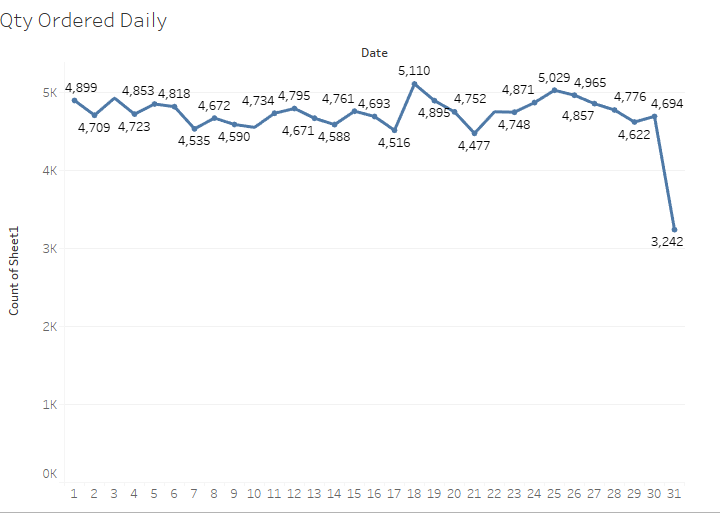 Qty Ordered Daily
Date
5,110
5,029
4,965
4,899
4,853
4,818
4,871
4,795
4,776
5K
4,734
4,761
4,752
4,672
4,693
4,694
4,895
4,857
4,709
4,723
4,748
4,671
4,622
4,535
4,590
4,588
4,516
4,477
4K
Count of Sheet1
3K
3,242
2K
1K
0K
1 2 3 4 5 6 7 8 9 10 11 12 13 14 15 16 17 18 19 20 21 22 23 24 25 26 27 28 29 30 31